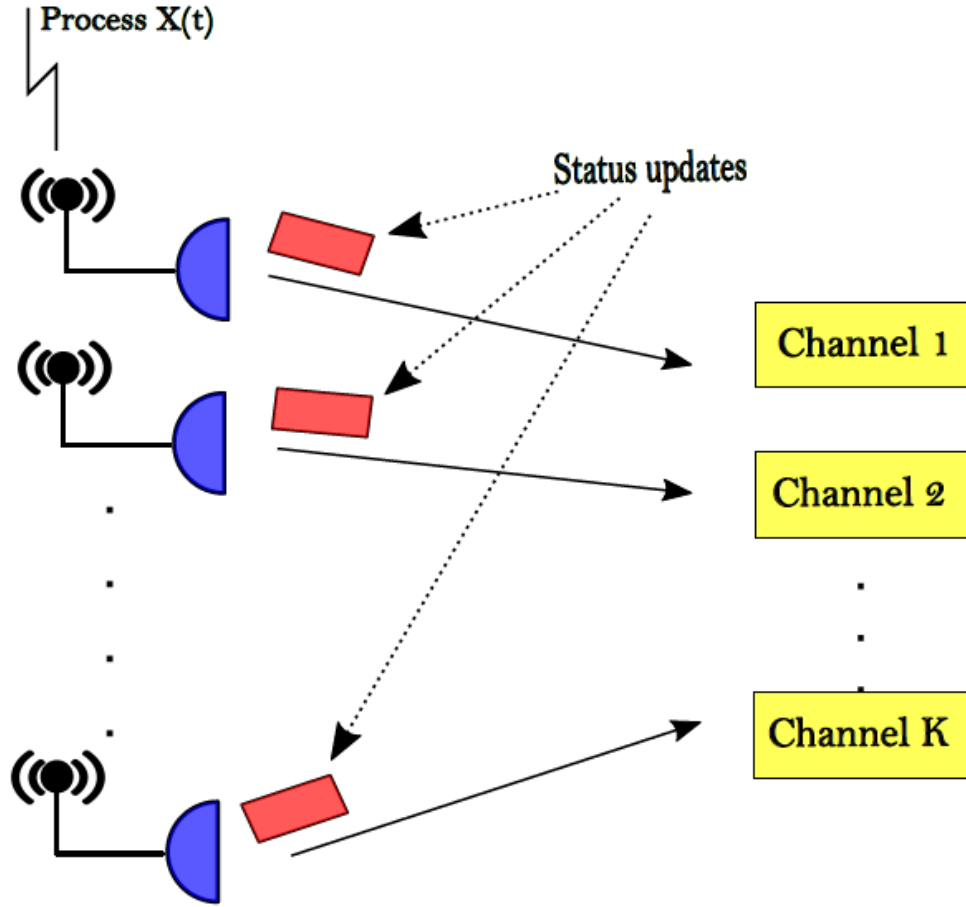 Process X(t)
Status updates
Channel 1
Channel 2
Channel K